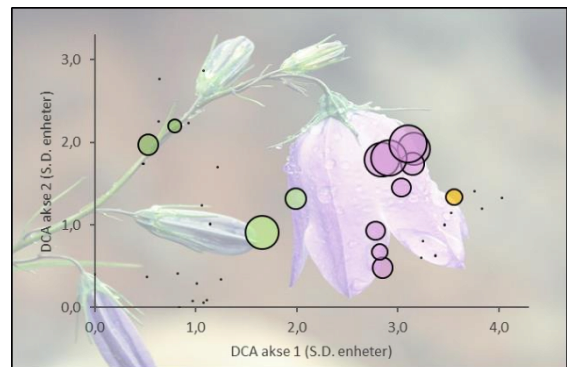 3,0
2,0
1,0
0,0
DCA akse 2 (S.D. enheter)
0,0 1,0 2,0 3,0 4,0
DCA akse 1 (S.D. enheter)